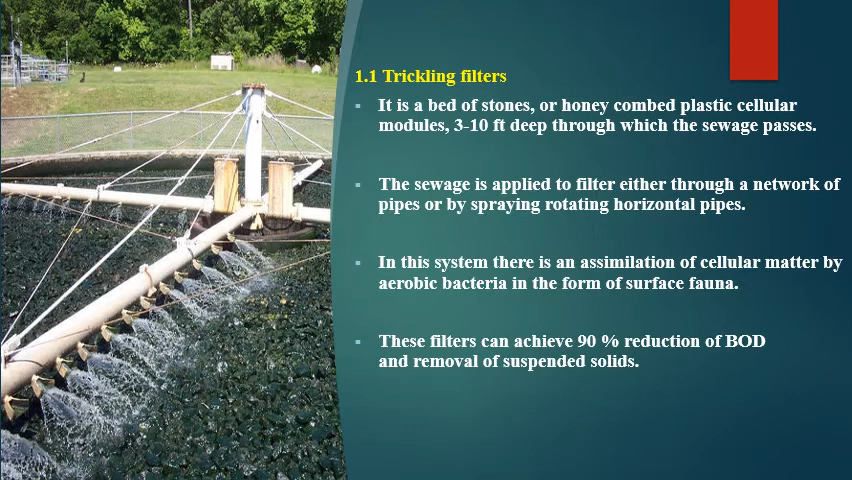 1.1 Trickling filters
It is a bed of stones, or honey combed plastic cellular
modules, 3-10 ft deep through which the sewage passes.
The sewage is applied to filter either through a network of
pipes or by spraying rotating horizontal pipes.
In this system there is an assimilation of cellular matter by
aerobic bacteria in the form of surface fauna.
These filters can achieve 90 % reduction of BOD
and removal of suspended solids.